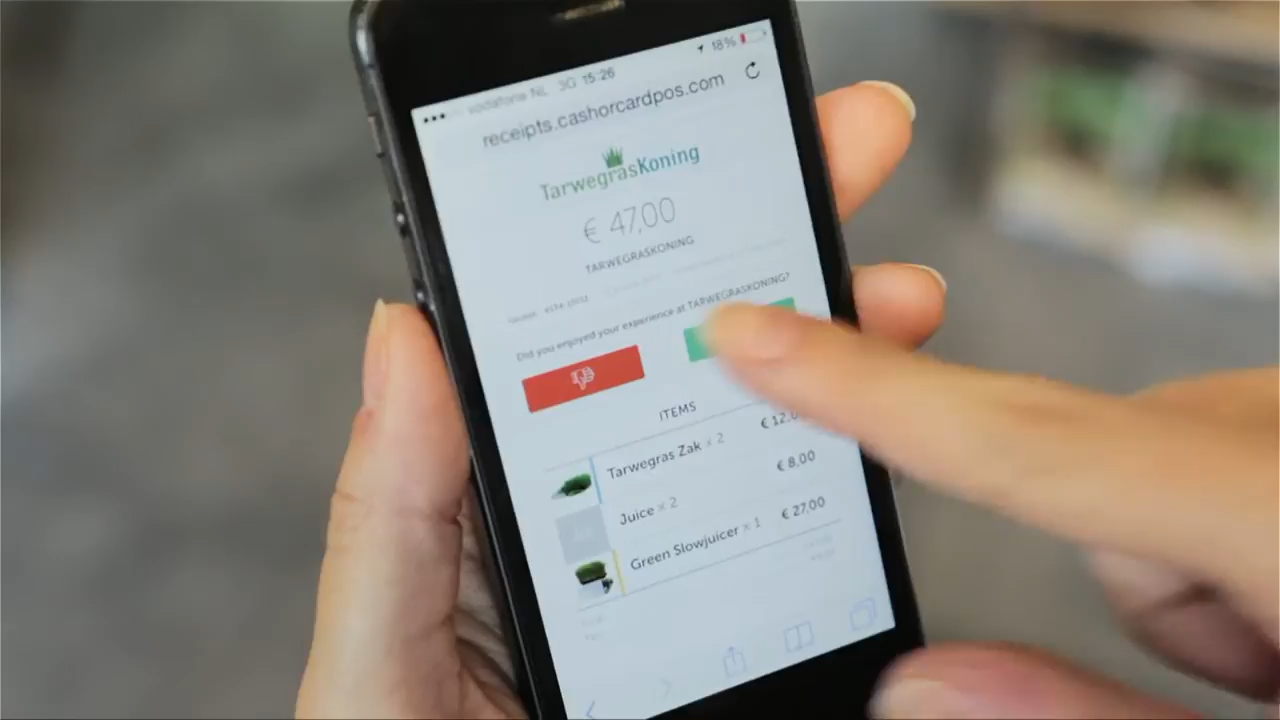 vodafone NL 3G 15:26 18%
receipts.cashorcardpos.com
TarwegrasKoning
€ 47,00
TARWEGRASKONING
Did you enjoyed your experience at TARWEGRASKONING?
ITEMS
Tarwegras Zak × 2 € 12,0
Juice × 2 € 8,00
Green Slowjuicer × 1 € 27,00